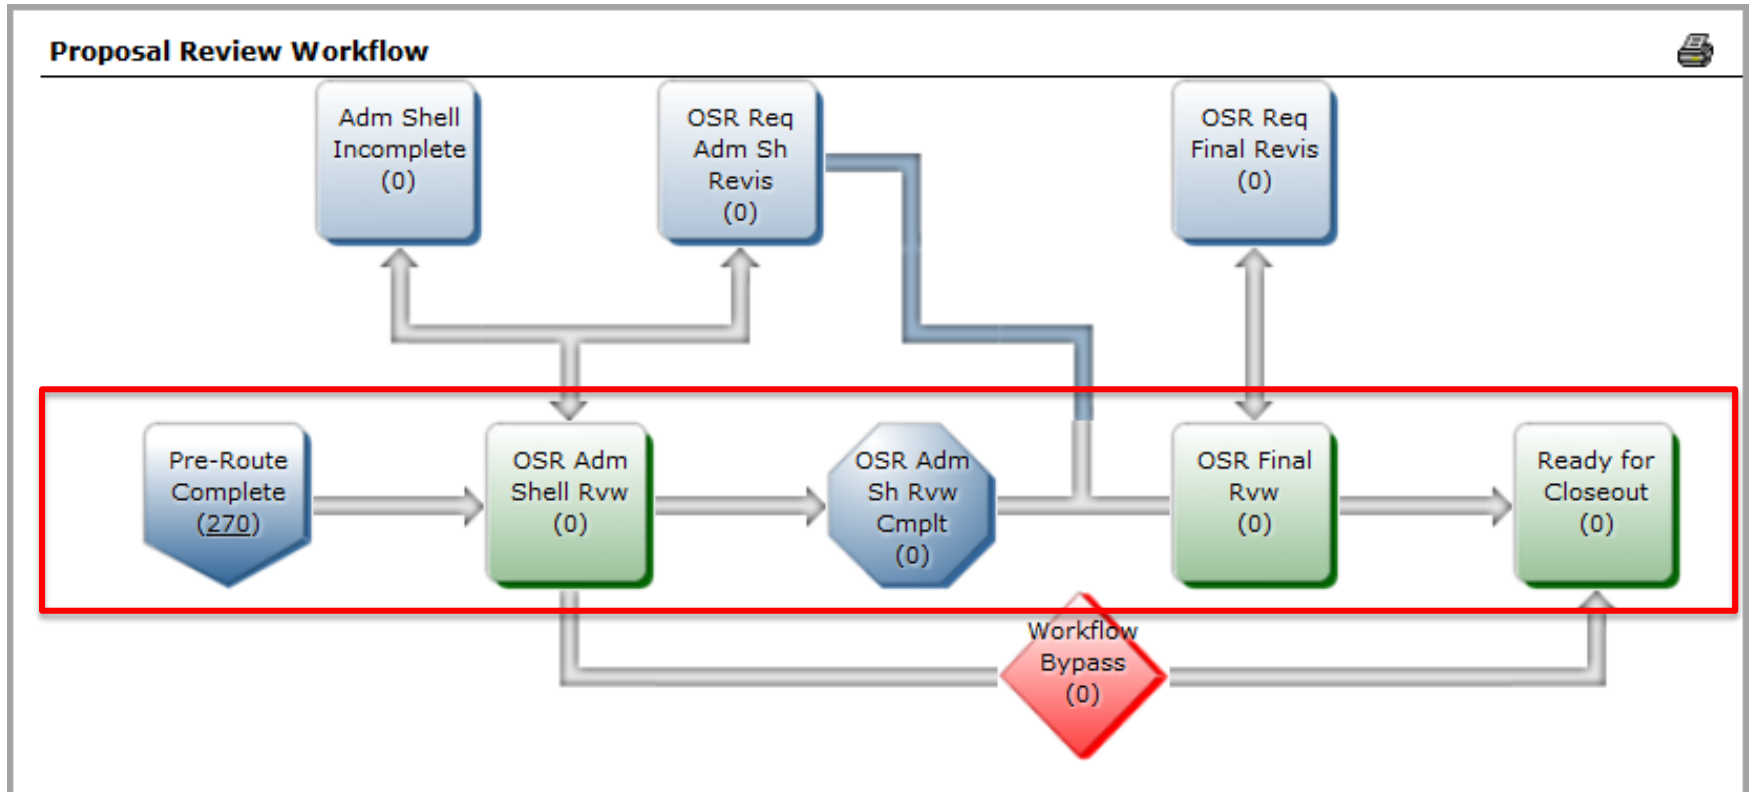 Proposal Review Workflow
Adm Shell
Incomplete
(0)
OSR Req
Adm Sh
Revis
(0)
OSR Req
Final Revis
(0)
Pre-Route
Complete
(270)
OSR Adm
Shell Rvw
(0)
OSR Adm
Sh Rvw
Cmplt
(0)
OSR Final
Rvw
(0)
Ready for
Closeout
(0)
Workflow
Bypass
(0)